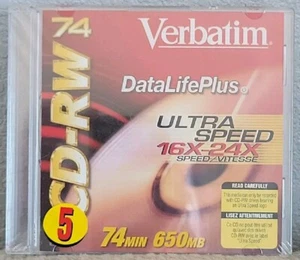 74
Verbatim
CD-RW
DataLifePlus®
ULTRA
SPEED
16X-24X
SPEED/VITESSE
READ CAREFULLY
LISEZ ATTENTIVEMENT
5
74MIN 650MB